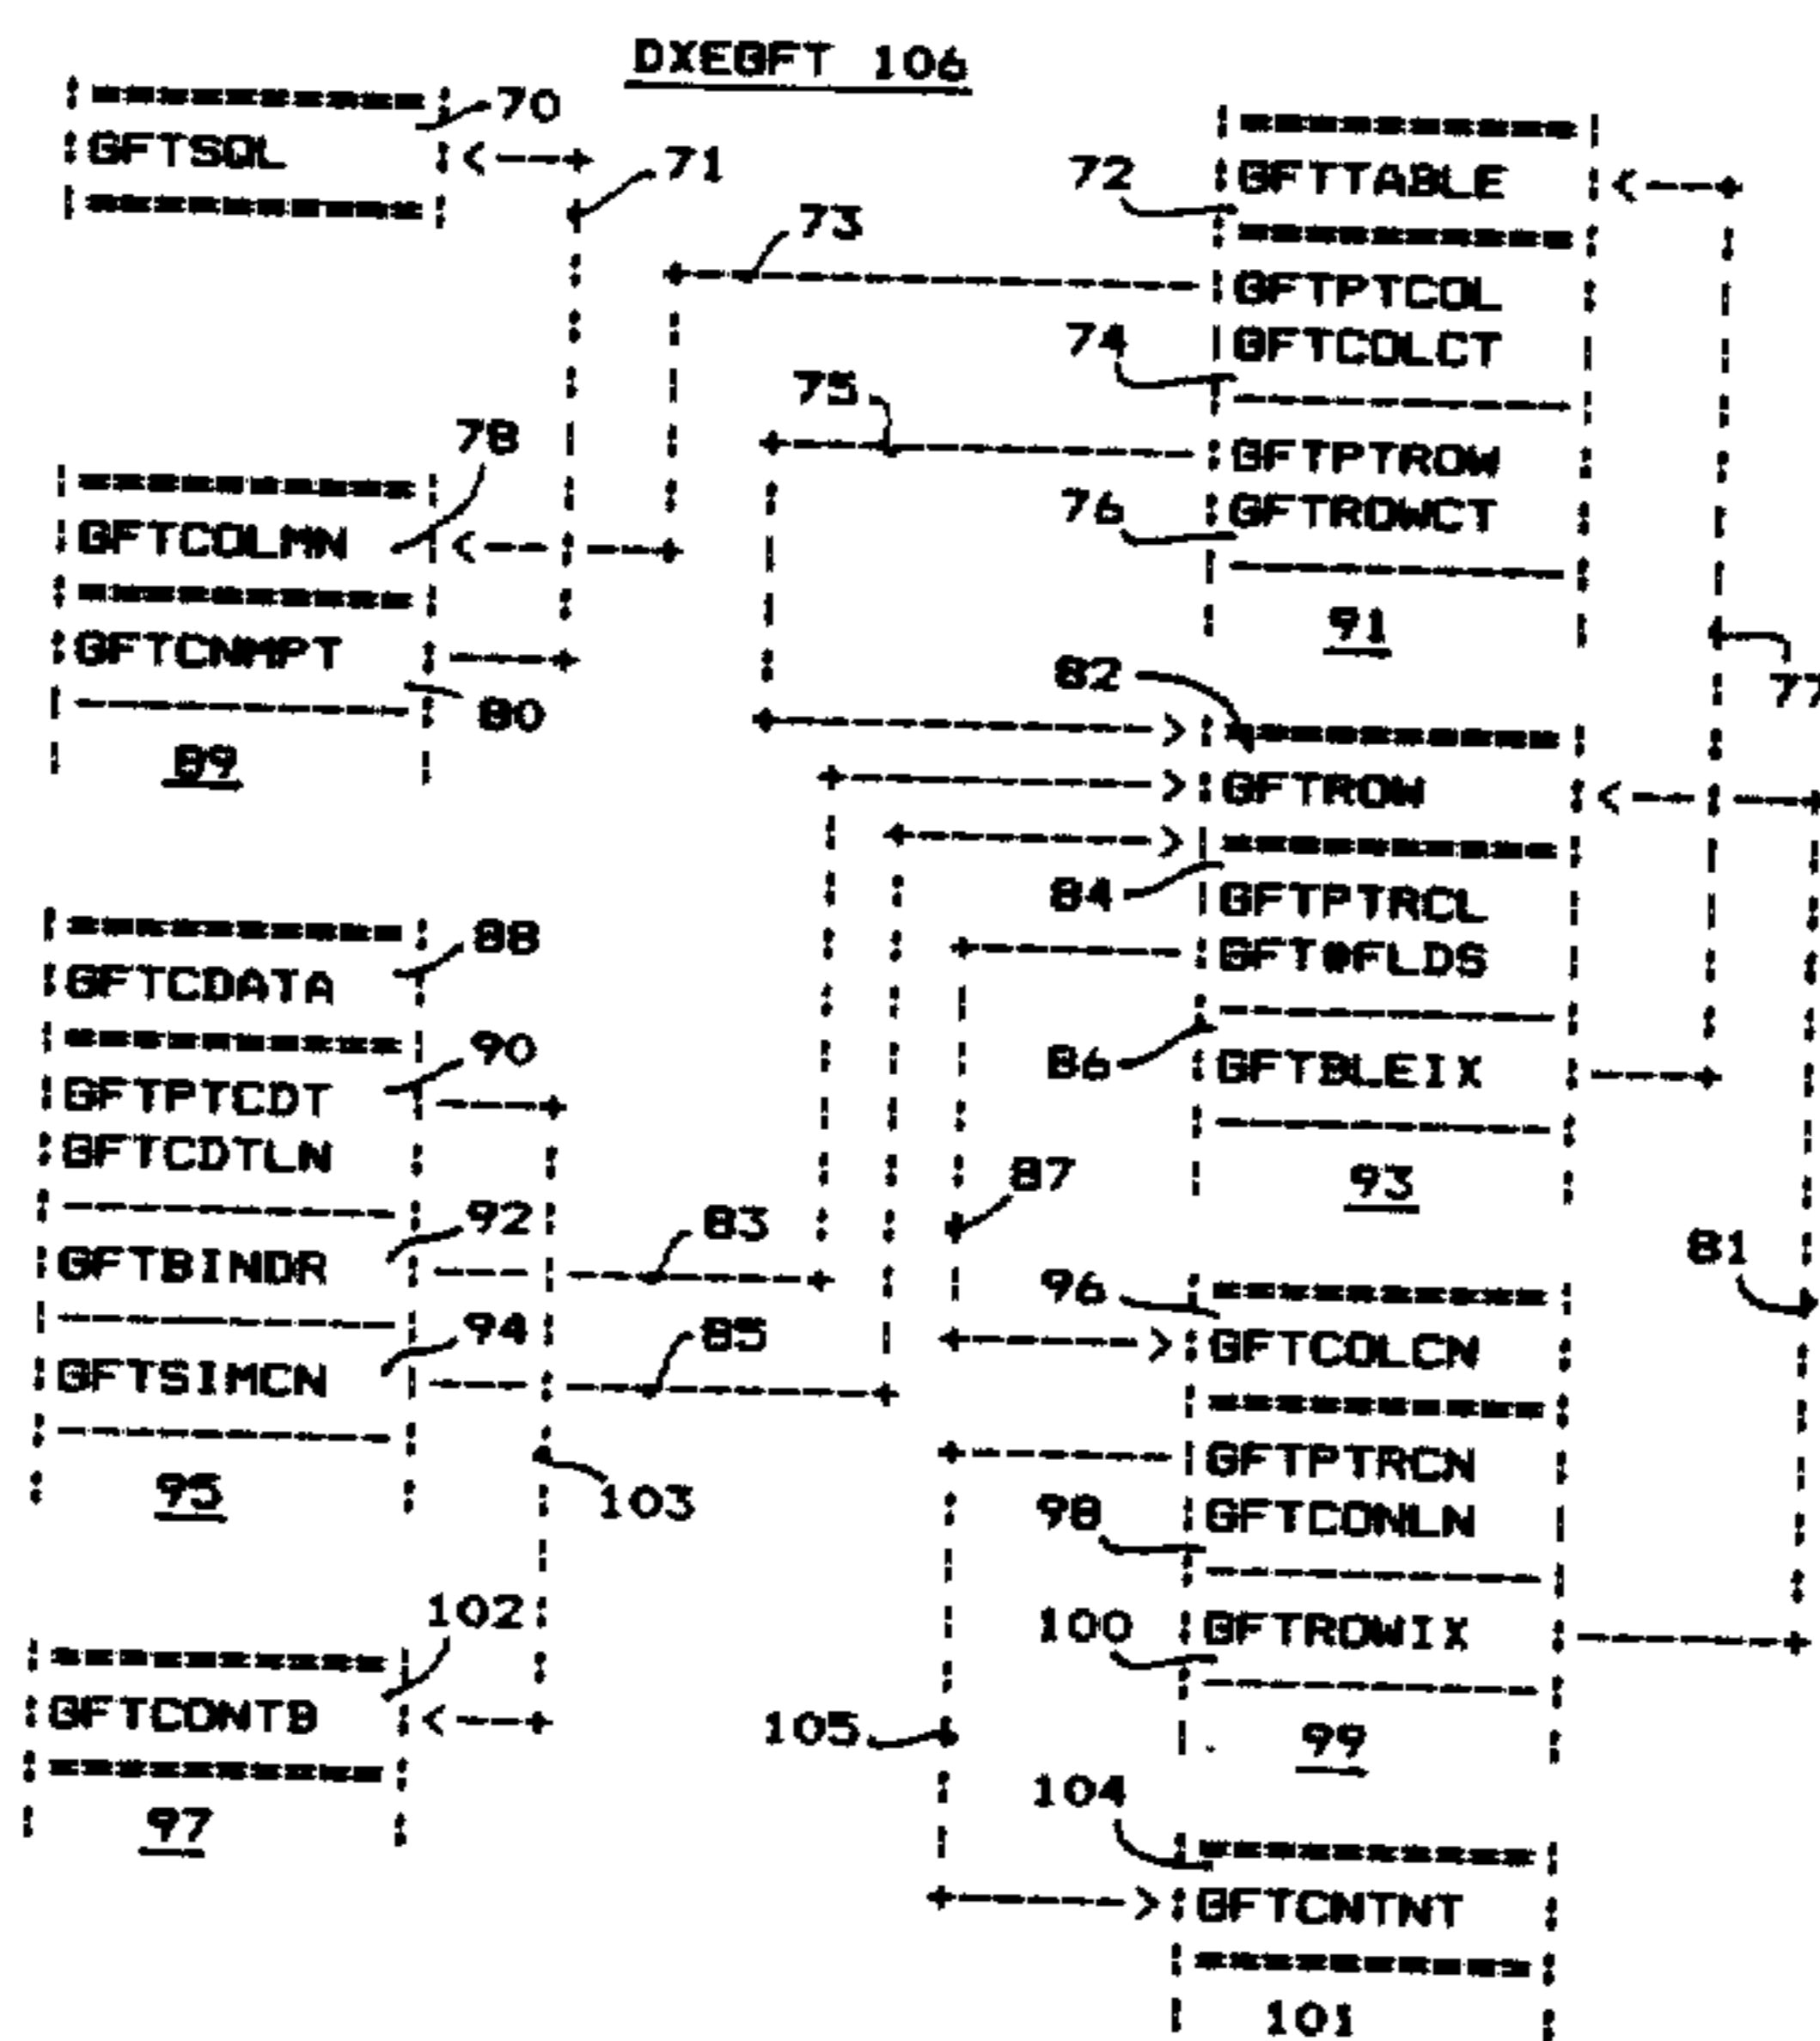 DXEGFT 106
70
GFTSQL
71
72
GFTTABLE
73
GFTPTCOL
74
GFTCOLCT
75
GFTPTROW
76
GFTROWCT
91
77
78
GFTCOLMN
GFTCNMPT
80
89
82
GFTROW
84
GFTPTRCL
GFT#FLDS
86
GFTBLEIX
93
88
GFTCDATA
90
GFTPTCDT
GFTCDTLN
92
GFTBINDR
83
87
94
GFTSIMCN
85
95
103
81
96
GFTCOLCN
GFTPTRCN
98
GFTCONLN
100
GFTROWIX
99
102
GFTCONTB
97
105
104
GFTCNTNT
101